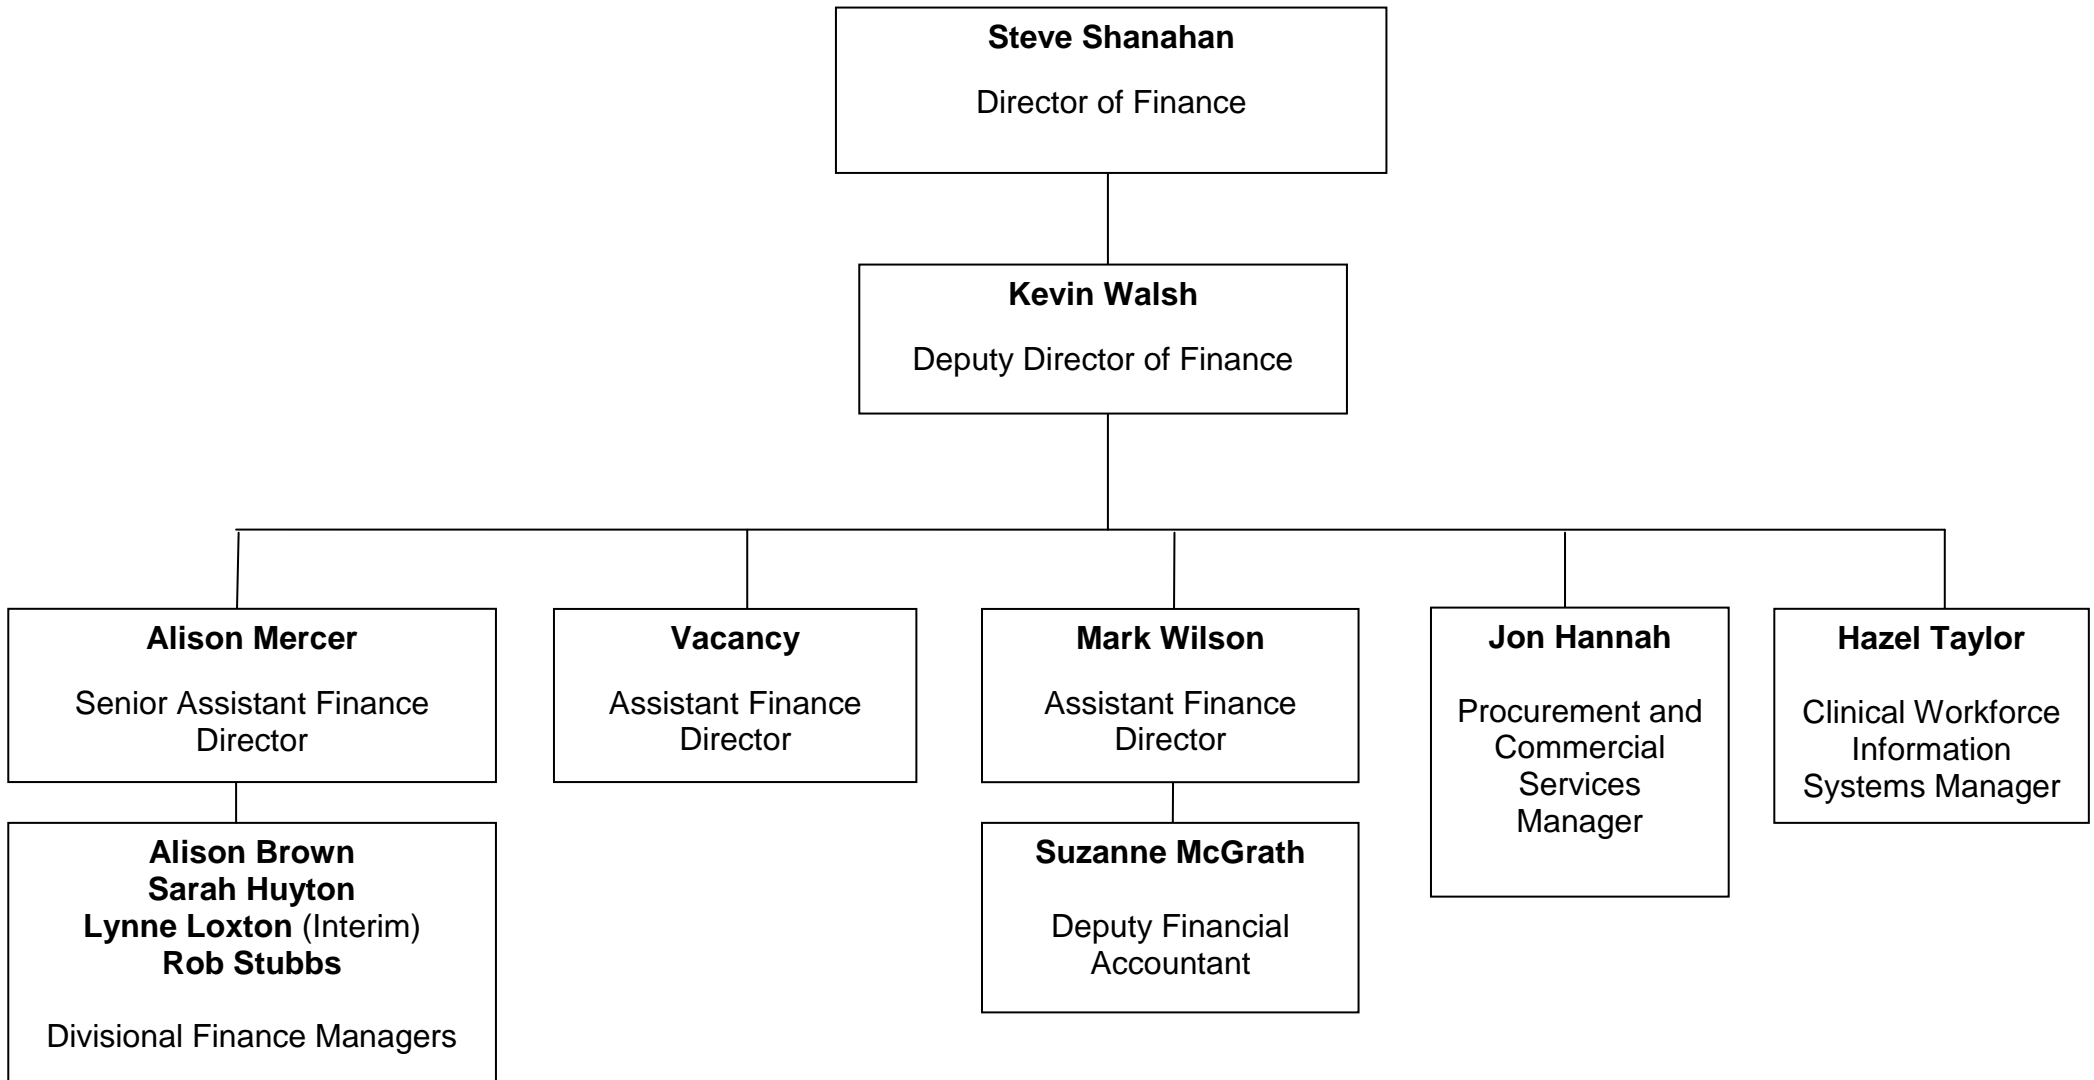 Steve Shanahan
Director of Finance
Kevin Walsh
Deputy Director of Finance
Alison Mercer
Senior Assistant Finance
Director
Vacancy
Assistant Finance
Director
Mark Wilson
Assistant Finance
Director
Jon Hannah
Procurement and
Commercial
Services
Manager
Hazel Taylor
Clinical Workforce
Information
Systems Manager
Alison Brown
Sarah Huyton
Lynne Loxton (Interim)
Rob Stubbs
Divisional Finance Managers
Suzanne McGrath
Deputy Financial
Accountant